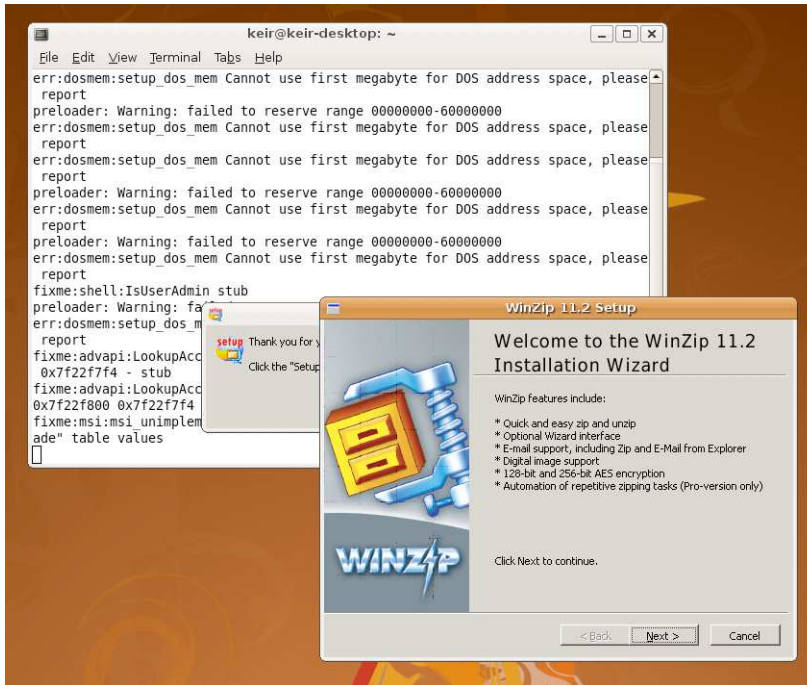 keir@keir-desktop: ~
File Edit View Terminal Tabs Help
err:dosmem:setup_dos_mem Cannot use first megabyte for DOS address space, please
report
preloader: Warning: failed to reserve range 00000000-60000000
err:dosmem:setup_dos_mem Cannot use first megabyte for DOS address space, please
report
err:dosmem:setup_dos_mem Cannot use first megabyte for DOS address space, please
report
preloader: Warning: failed to reserve range 00000000-60000000
err:dosmem:setup_dos_mem Cannot use first megabyte for DOS address space, please
report
preloader: Warning: failed to reserve range 00000000-60000000
err:dosmem:setup_dos_mem Cannot use first megabyte for DOS address space, please
report
fixme:shell:IsUserAdmin stub
preloader: Warning: fa
err:dosmem:setup_dos_m
report
fixme:advapi:LookupAcc
0x7f22f7f4 - stub
fixme:advapi:LookupAcc
0x7f22f800 0x7f22f7f4
fixme:msi:msi_unimplem
ade" table values
setup
Thank you for y
Click the "Setup
WinZip 11.2 Setup
Welcome to the WinZip 11.2
Installation Wizard
WinZip features include:
* Quick and easy zip and unzip
* Optional Wizard interface
* E-mail support, including Zip and E-Mail from Explorer
* Digital image support
* 128-bit and 256-bit AES encryption
* Automation of repetitive zipping tasks (Pro-version only)
WINZIP
Click Next to continue.
< Back Next > Cancel